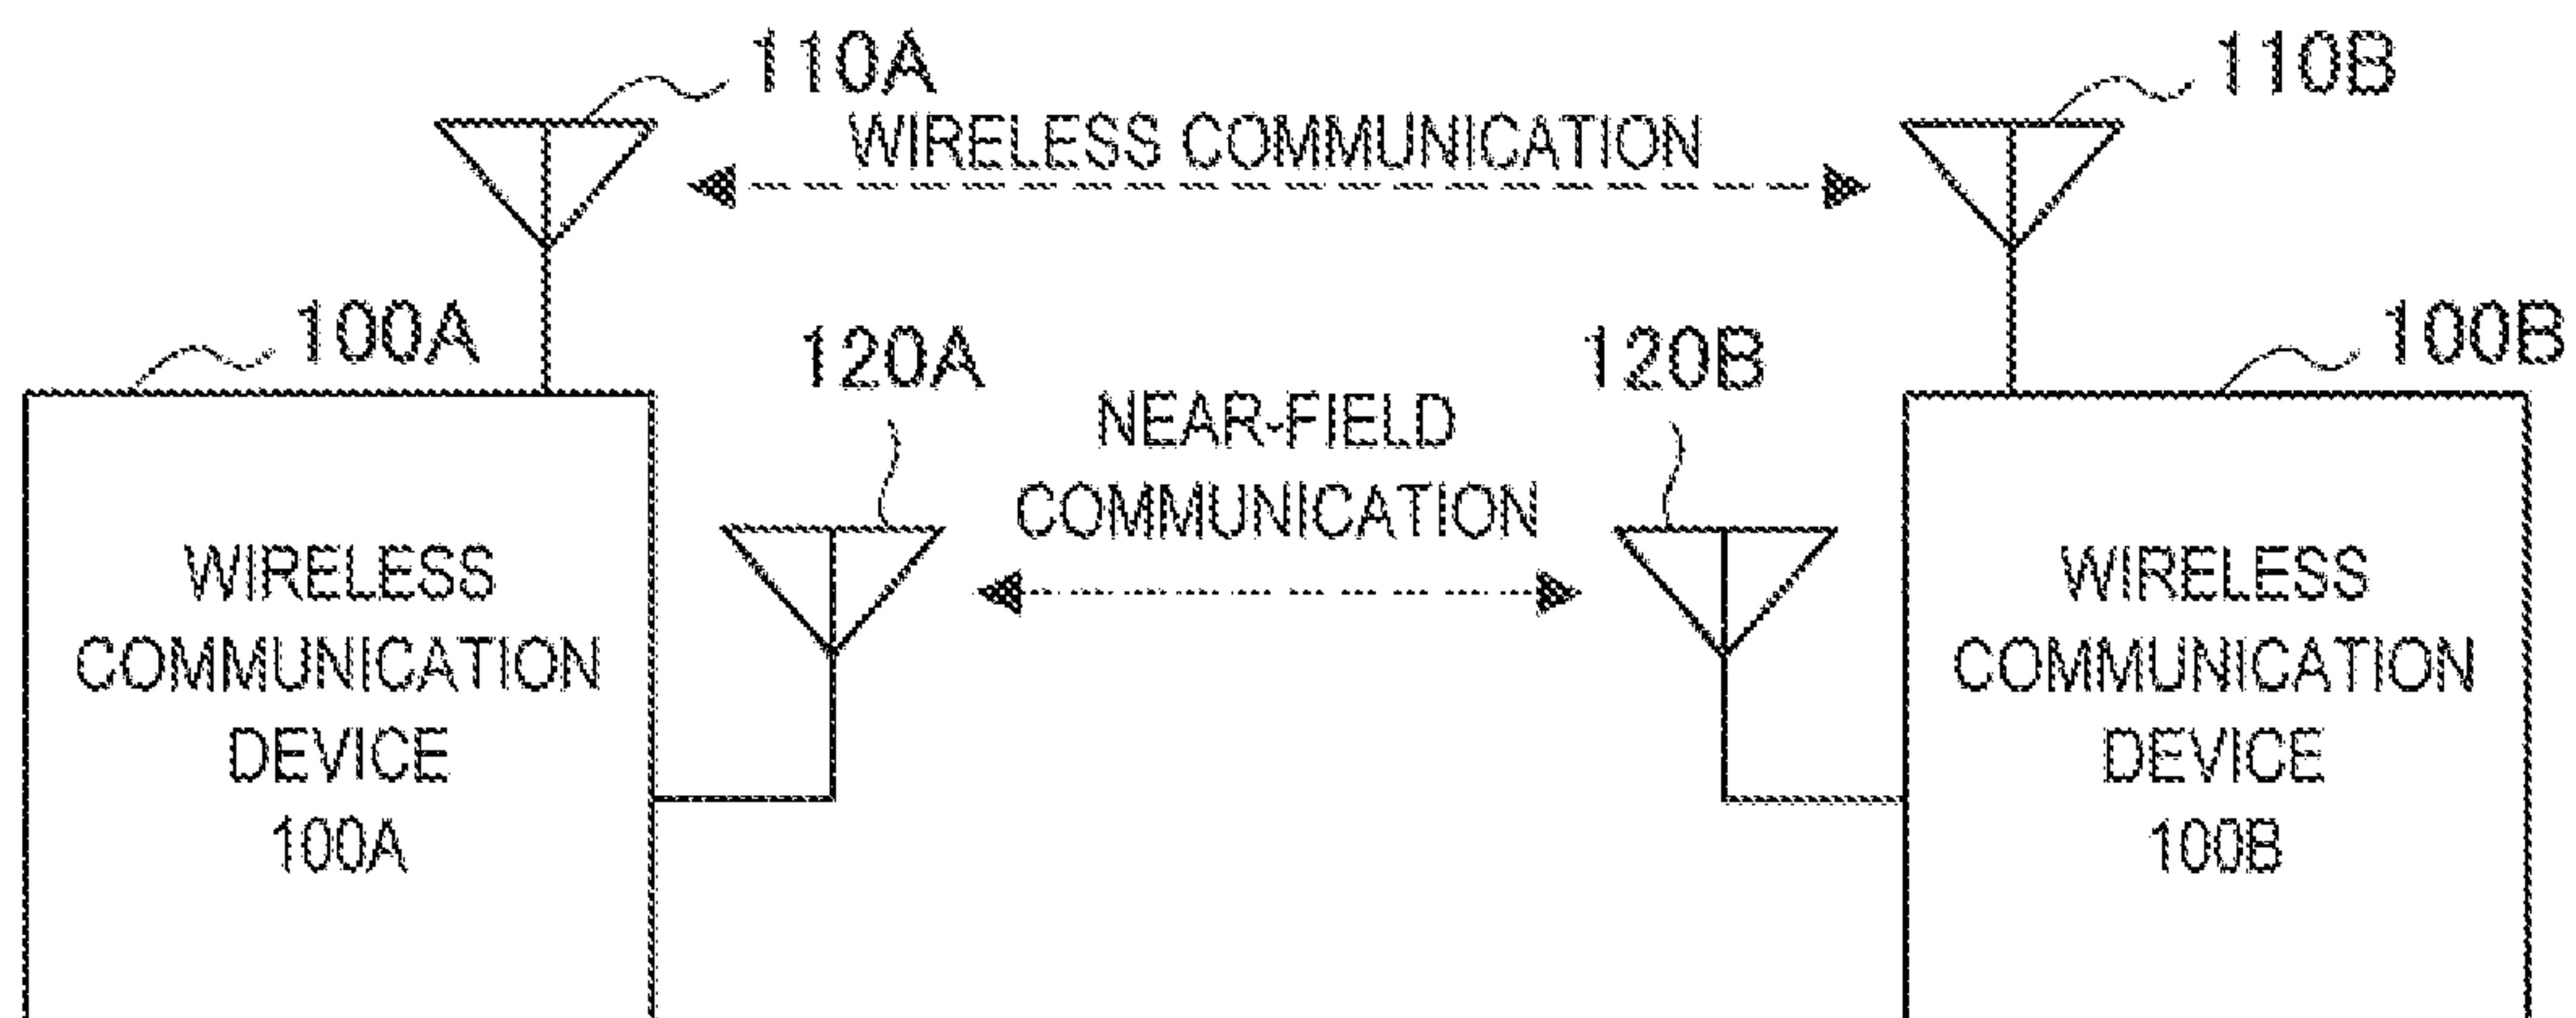 110A
110B
WIRELESS COMMUNICATION
100A
120A
120B
100B
NEAR-FIELD
COMMUNICATION
WIRELESS
COMMUNICATION
DEVICE
100A
WIRELESS
COMMUNICATION
DEVICE
100B